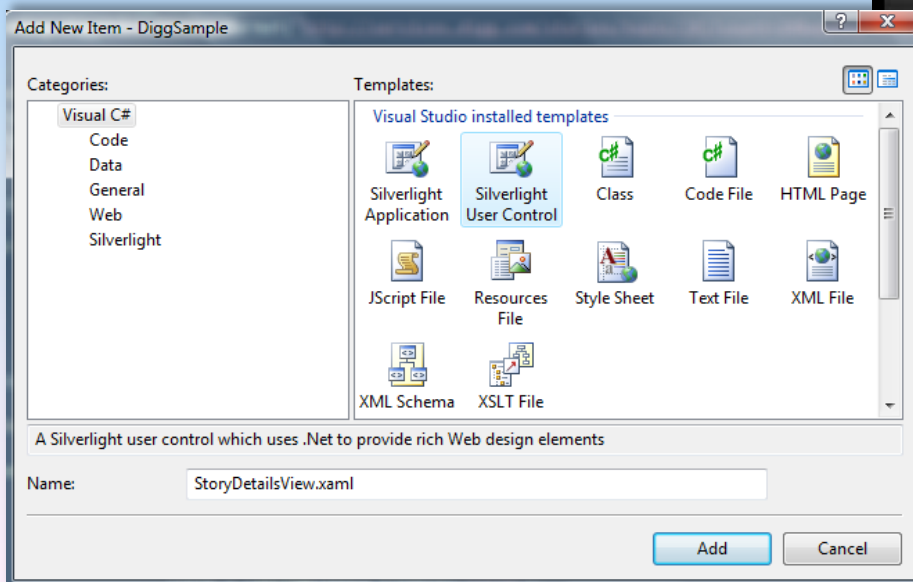 Add New Item - DiggSample
?
X
Categories:
Templates:
Visual C#
Code
Data
General
Web
Silverlight
Visual Studio installed templates
Silverlight Application
Silverlight User Control
Class
Code File
HTML Page
JScript File
Resources File
Style Sheet
Text File
XML File
XML Schema
XSLT File
A Silverlight user control which uses .Net to provide rich Web design elements
Name:
StoryDetailsView.xaml
Add
Cancel